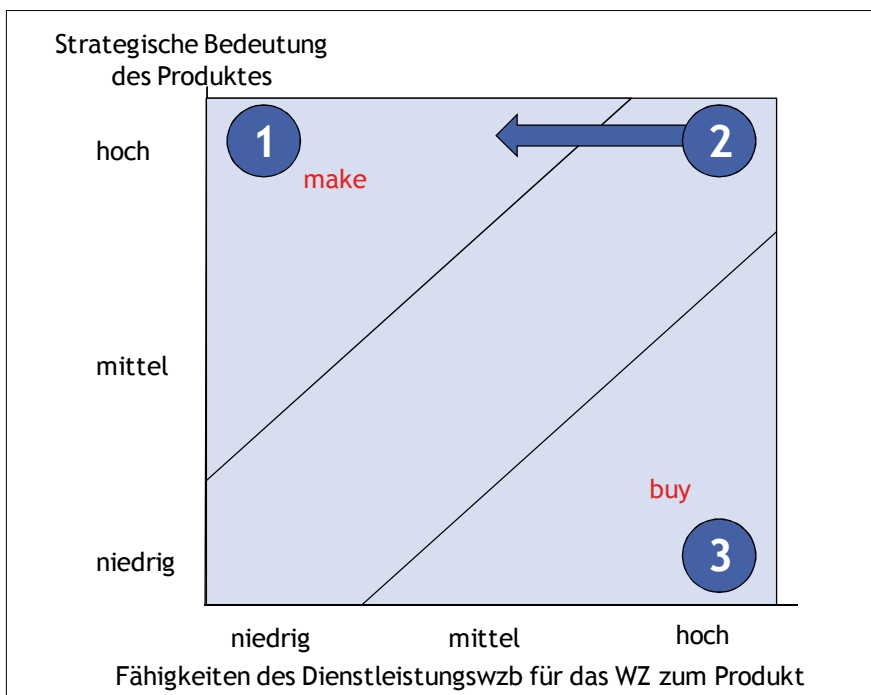 Strategische Bedeutung
des Produktes
hoch
1
2
make
mittel
buy
niedrig
3
niedrig mittel hoch
Fähigkeiten des Dienstleistungswzb für das WZ zum Produkt